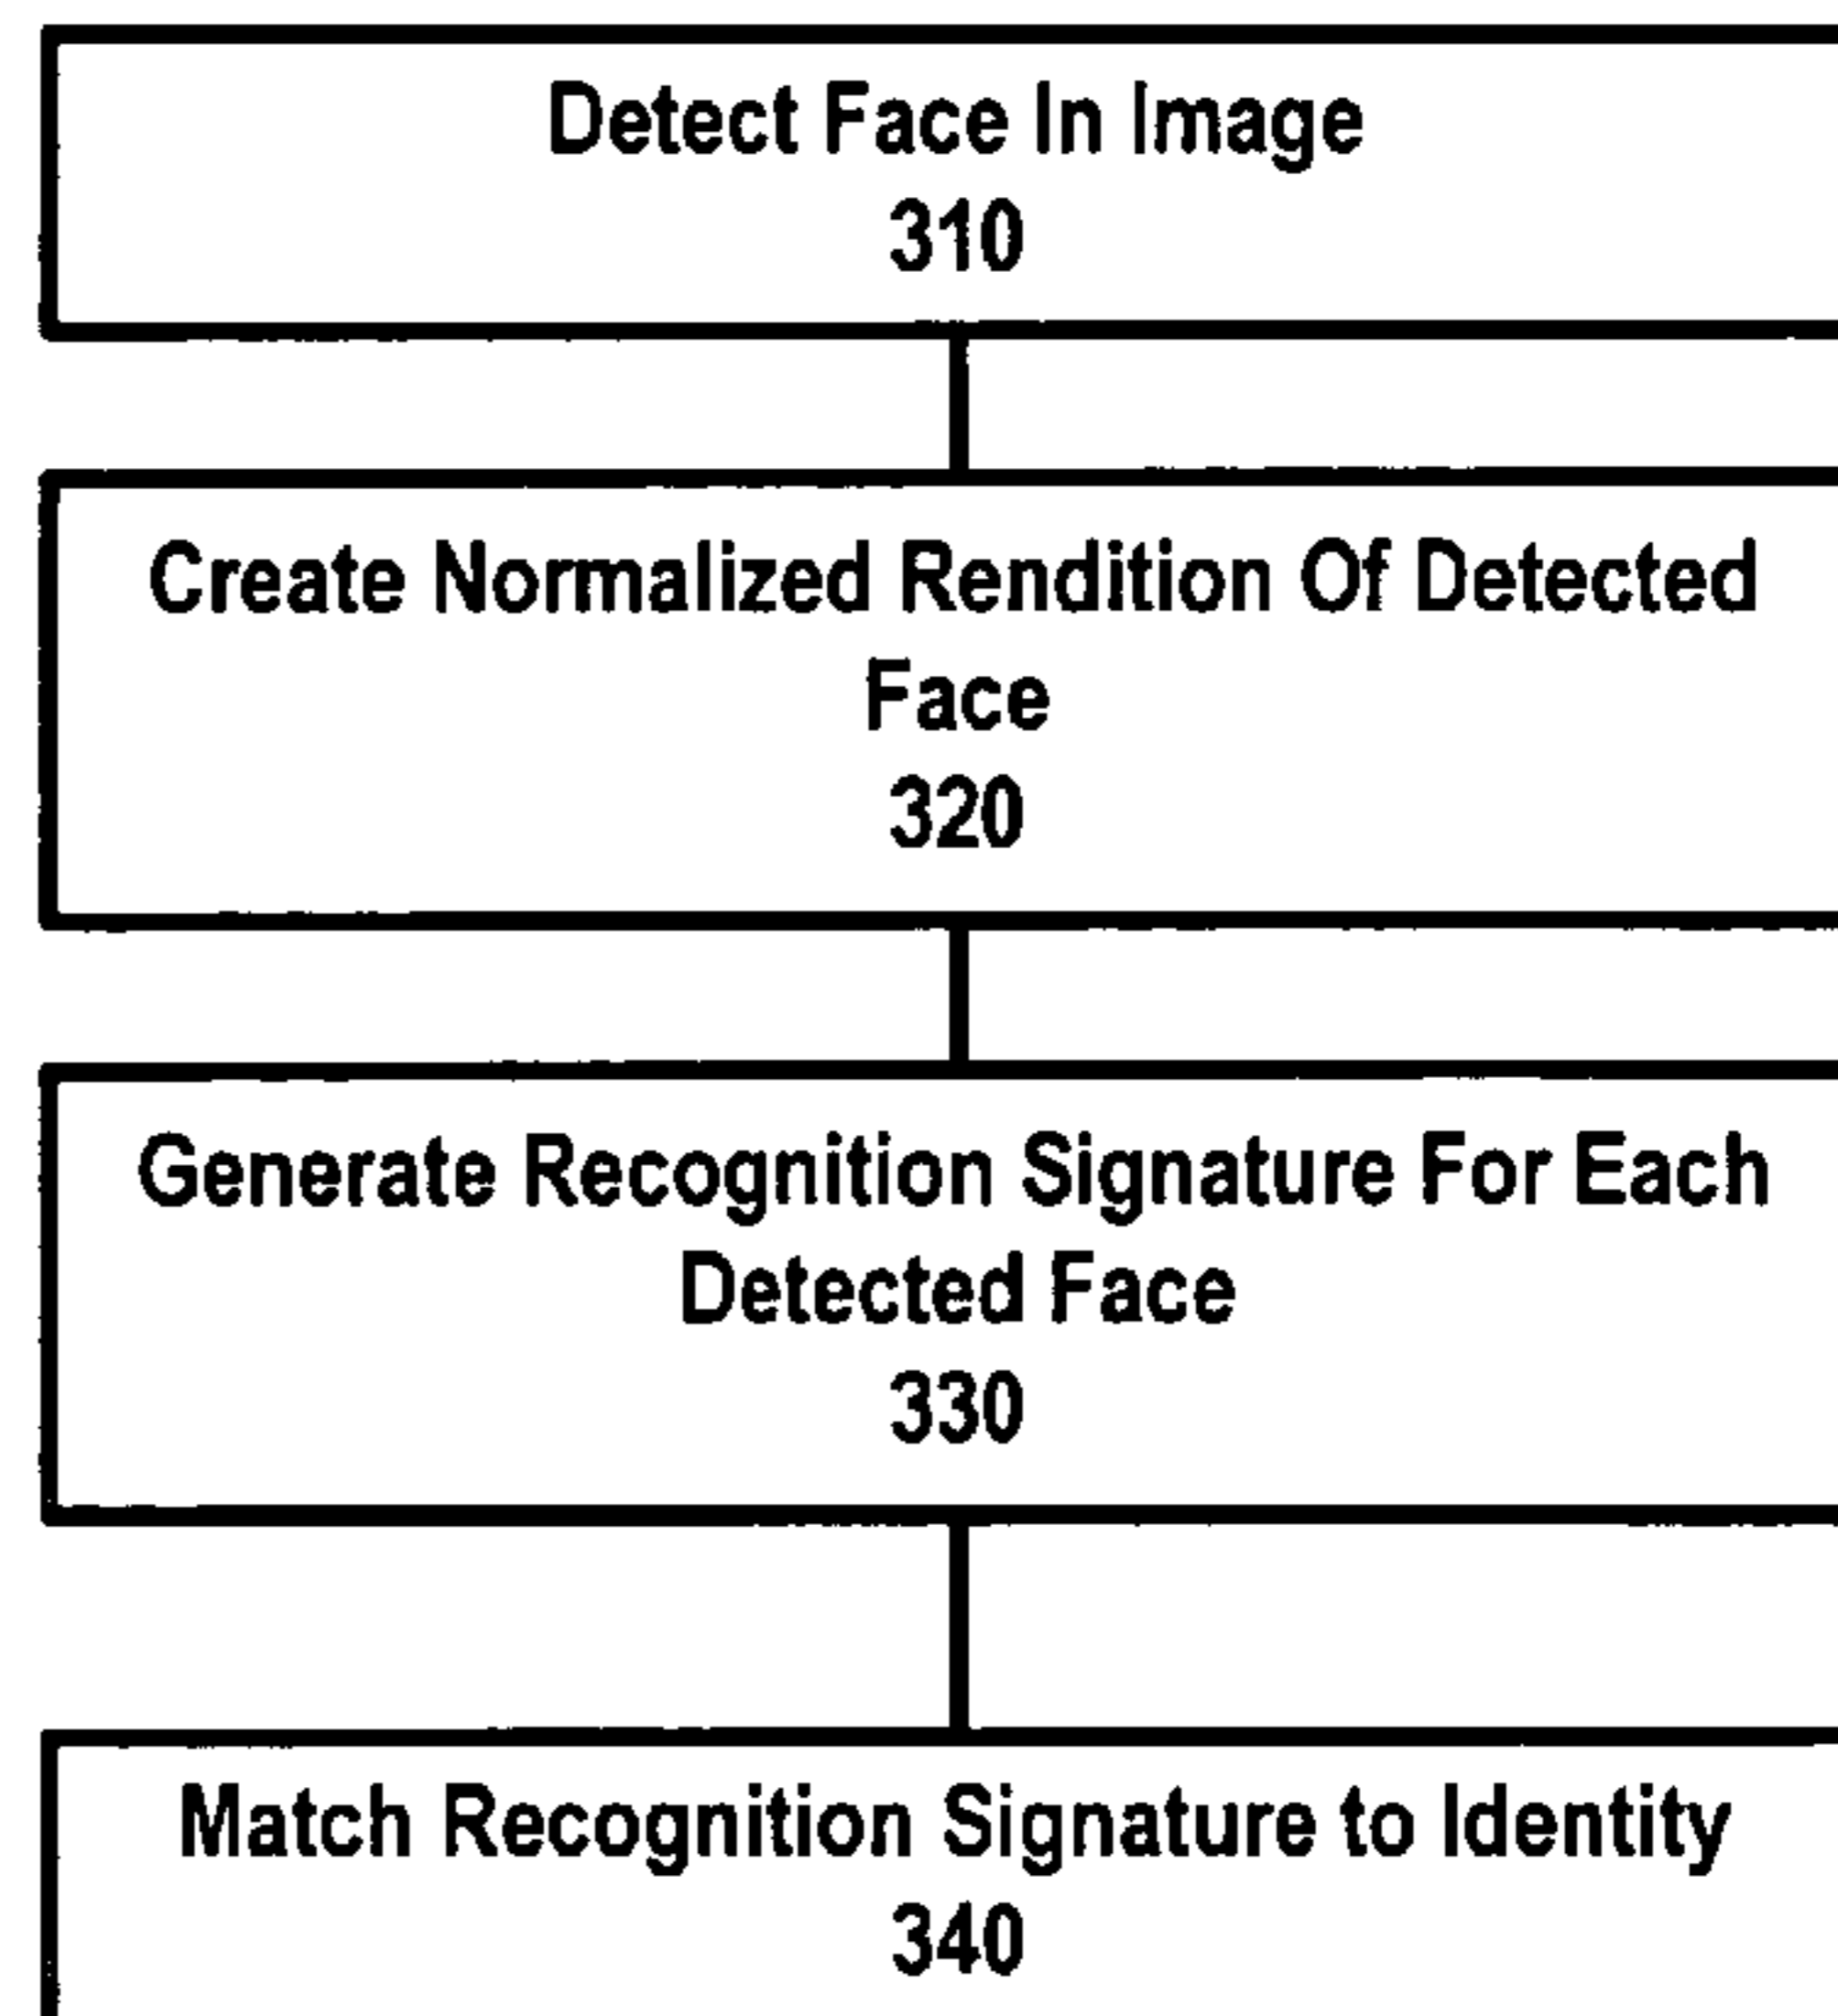 Detect Face In Image
310
Create Normalized Rendition Of Detected
Face
320
Generate Recognition Signature For Each
Detected Face
330
Match Recognition Signature to Identity
340